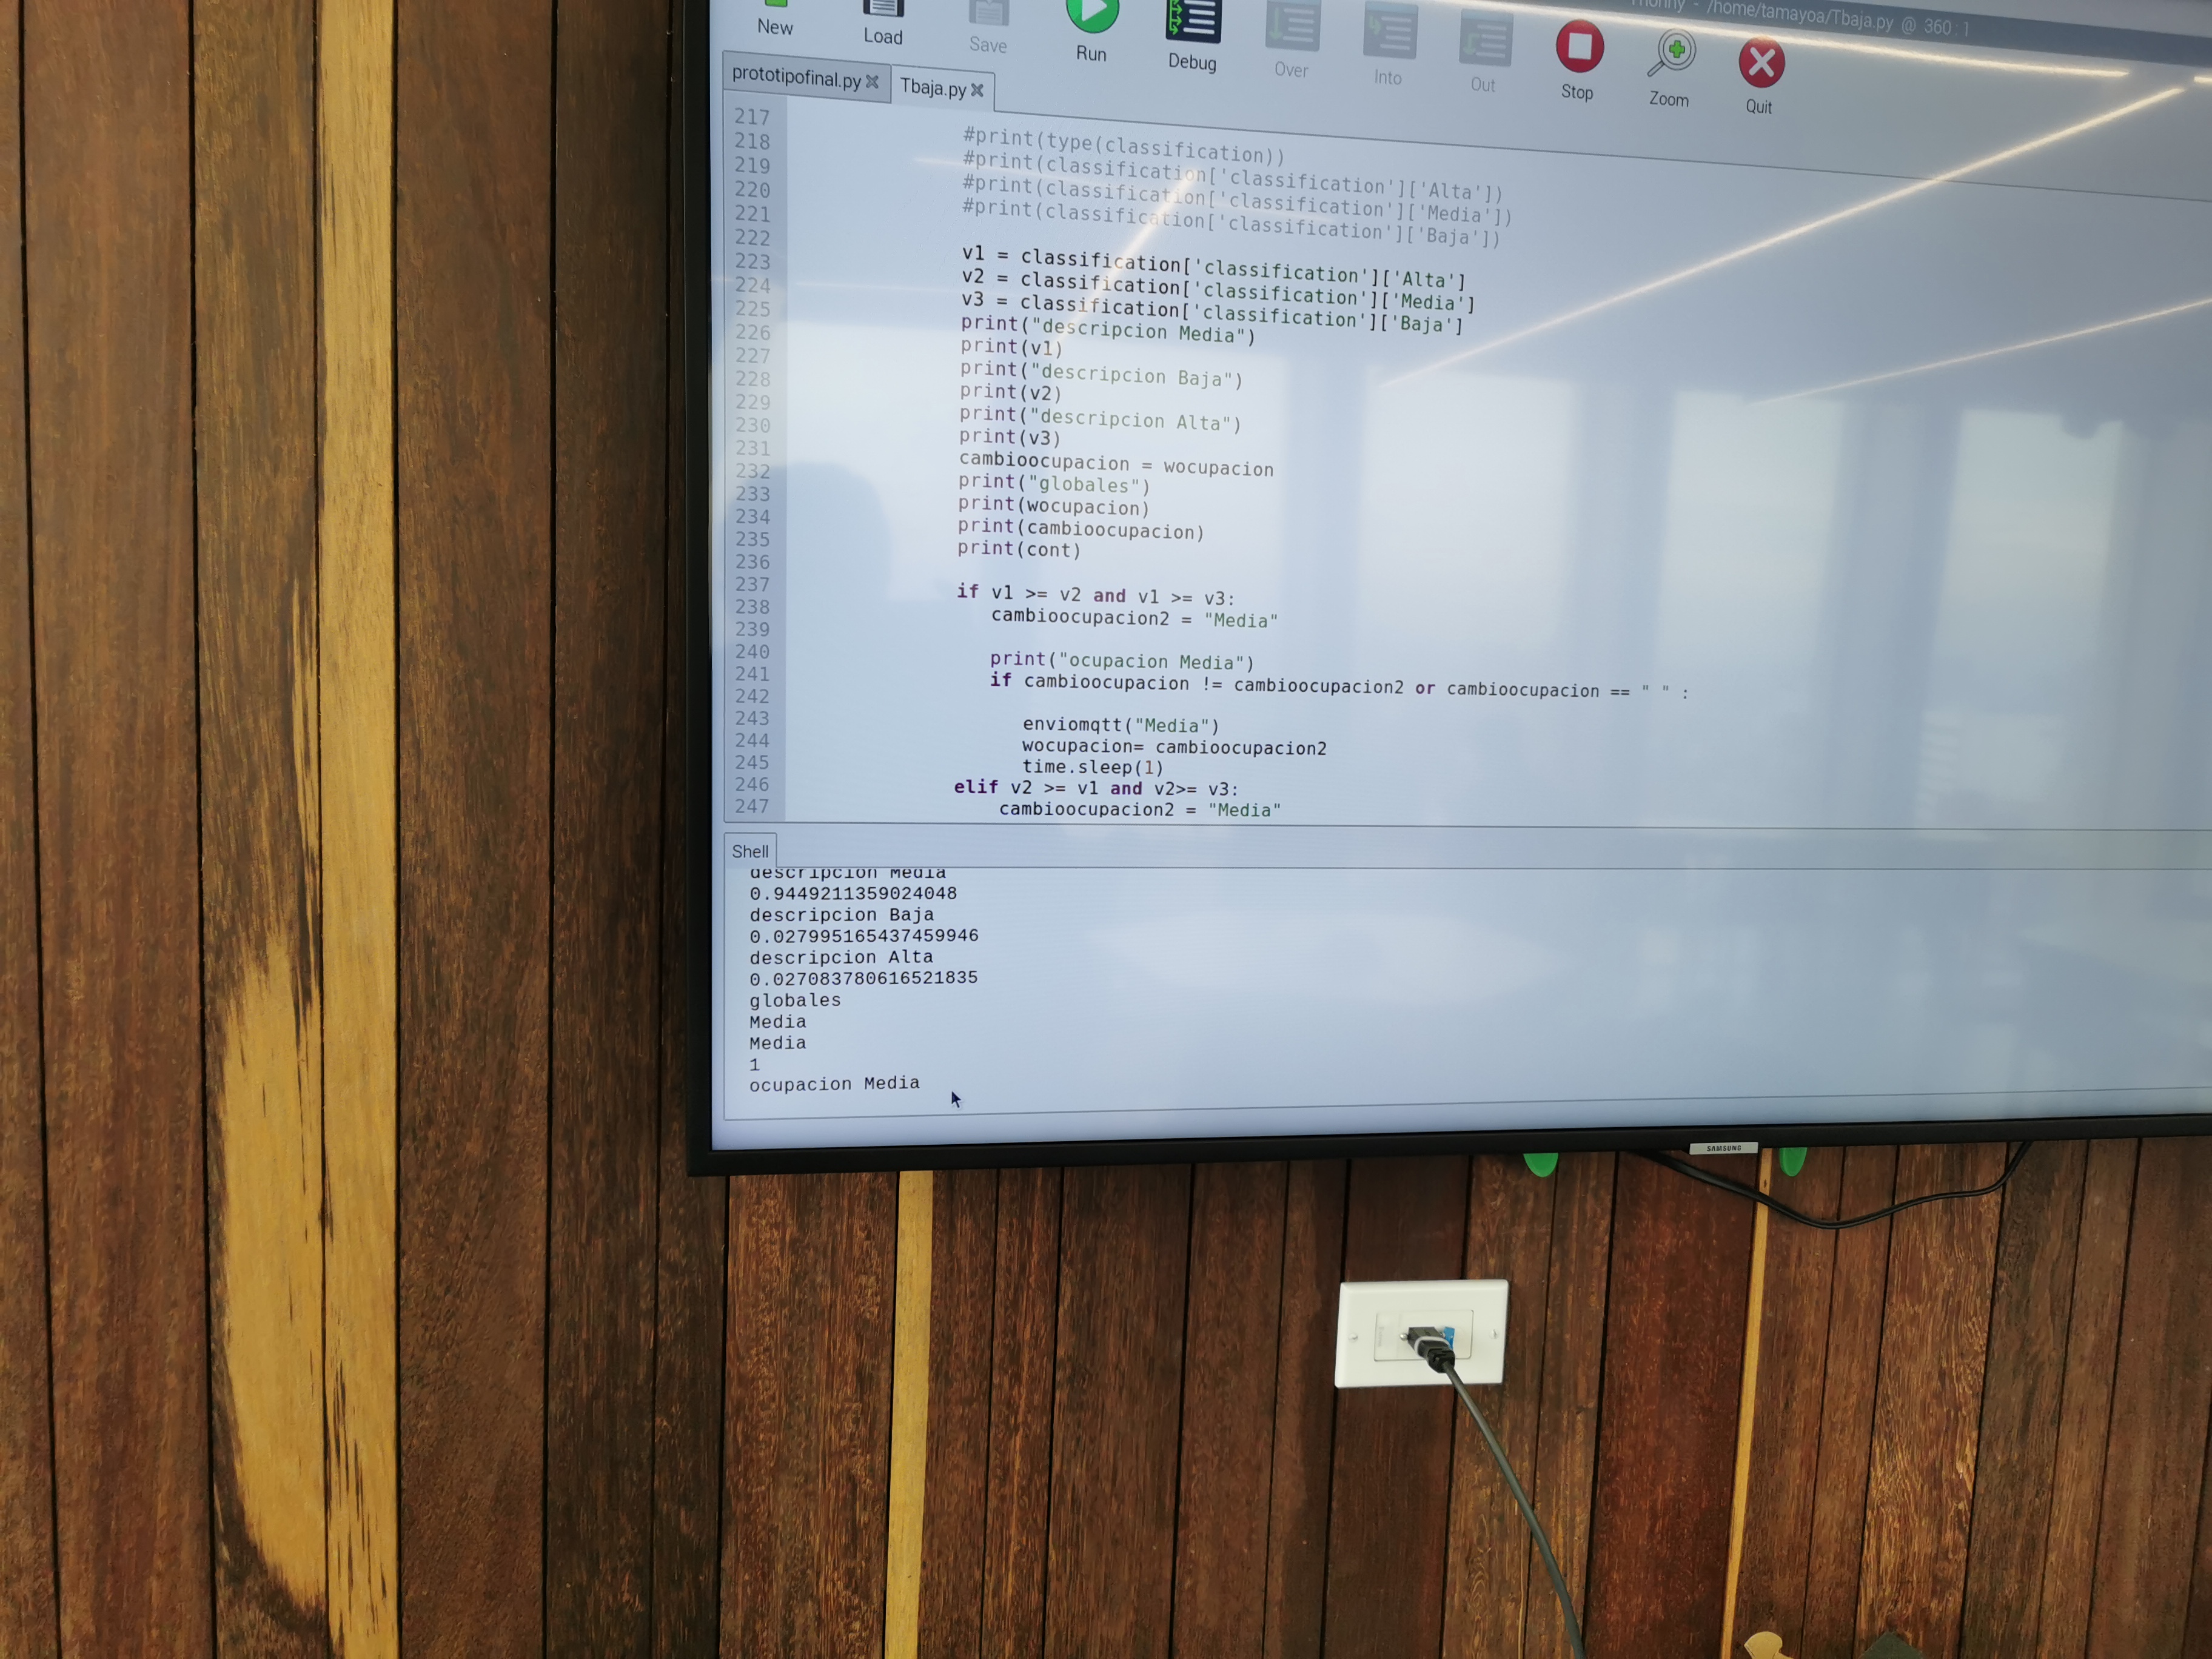 Thonny - /home/tamayoa/Tbaja.py @ 360 : 1
New Load Save Run Debug Over Into Out Stop Zoom Quit
prototipofinal.py Tbaja.py
217
218 #print(type(classification))
219 #print(classification['classification']['Alta'])
220 #print(classification['classification']['Media'])
221 #print(classification['classification']['Baja'])
222
223 v1 = classification['classification']['Alta']
224 v2 = classification['classification']['Media']
225 v3 = classification['classification']['Baja']
226 print("descripcion Media")
227 print(v1)
228 print("descripcion Baja")
229 print(v2)
230 print("descripcion Alta")
231 print(v3)
232 cambioocupacion = wocupacion
233 print("globales")
234 print(wocupacion)
235 print(cambioocupacion)
236 print(cont)
237
238 if v1 >= v2 and v1 >= v3:
239 cambioocupacion2 = "Media"
240
241 print("ocupacion Media")
242 if cambioocupacion != cambioocupacion2 or cambioocupacion == " " :
243
244 enviomqtt("Media")
245 wocupacion= cambioocupacion2
246 time.sleep(1)
247 elif v2 >= v1 and v2>= v3:
cambioocupacion2 = "Media"
Shell
descripcion Media
0.9449211359024048
descripcion Baja
0.027995165437459946
descripcion Alta
0.027083780616521835
globales
Media
Media
1
ocupacion Media
SAMSUNG